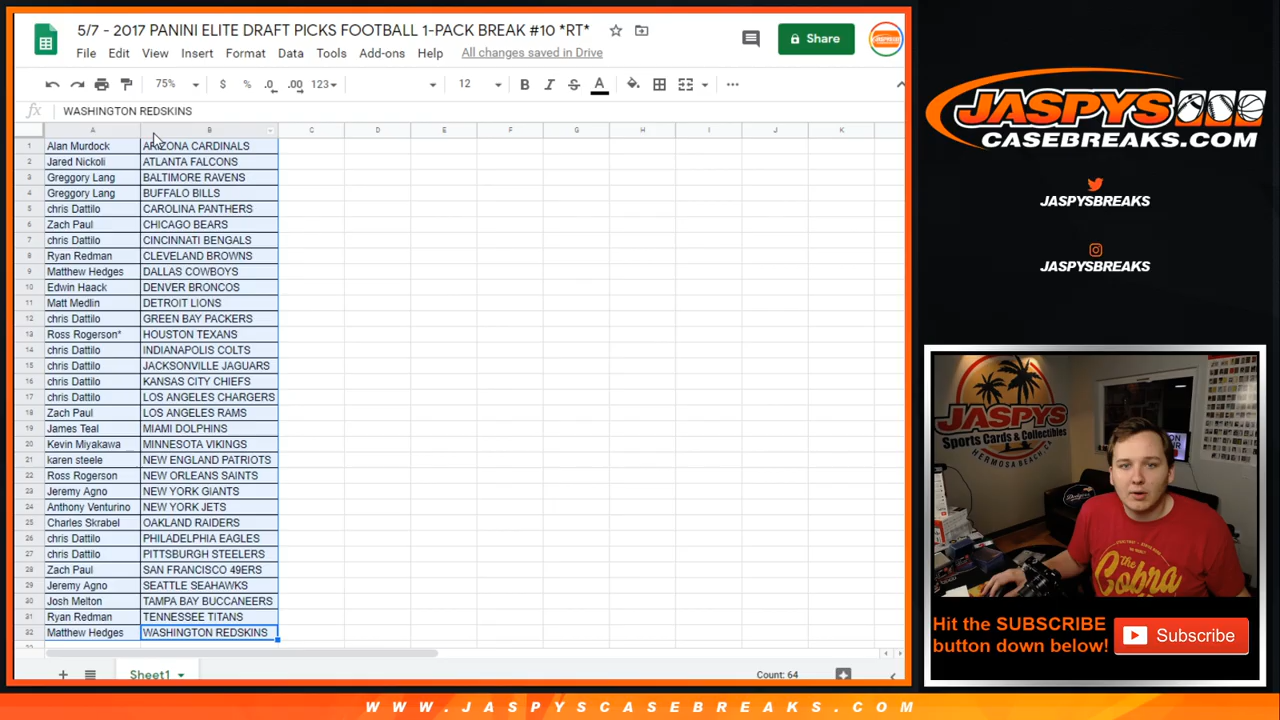 5/7 - 2017 PANINI ELITE DRAFT PICKS FOOTBALL 1-PACK BREAK #10 *RT*
File Edit View Insert Format Data Tools Add-ons Help All changes saved in Drive
Share
75% $ % .0 .00 123 12 B I S A
fx WASHINGTON REDSKINS
A B C D E F G H I J K
1 Alan Murdock ARIZONA CARDINALS
2 Jared Nickoli ATLANTA FALCONS
3 Greggory Lang BALTIMORE RAVENS
4 Greggory Lang BUFFALO BILLS
5 chris Dattilo CAROLINA PANTHERS
6 Zach Paul CHICAGO BEARS
7 chris Dattilo CINCINNATI BENGALS
8 Ryan Redman CLEVELAND BROWNS
9 Matthew Hedges DALLAS COWBOYS
10 Edwin Haack DENVER BRONCOS
11 Matt Medlin DETROIT LIONS
12 chris Dattilo GREEN BAY PACKERS
13 Ross Rogerson* HOUSTON TEXANS
14 chris Dattilo INDIANAPOLIS COLTS
15 chris Dattilo JACKSONVILLE JAGUARS
16 chris Dattilo KANSAS CITY CHIEFS
17 chris Dattilo LOS ANGELES CHARGERS
18 Zach Paul LOS ANGELES RAMS
19 James Teal MIAMI DOLPHINS
20 Kevin Miyakawa MINNESOTA VIKINGS
21 karen steele NEW ENGLAND PATRIOTS
22 Ross Rogerson NEW ORLEANS SAINTS
23 Jeremy Agno NEW YORK GIANTS
24 Anthony Venturino NEW YORK JETS
25 Charles Skrabel OAKLAND RAIDERS
26 chris Dattilo PHILADELPHIA EAGLES
27 chris Dattilo PITTSBURGH STEELERS
28 Zach Paul SAN FRANCISCO 49ERS
29 Jeremy Agno SEATTLE SEAHAWKS
30 Josh Melton TAMPA BAY BUCCANEERS
31 Ryan Redman TENNESSEE TITANS
32 Matthew Hedges WASHINGTON REDSKINS
Sheet1
Count: 64
JASPYS
CASEBREAKS.COM
JASPYSBREAKS
JASPYSBREAKS
JASPYS
Sports Cards & Collectibles
HERMOSA BEACH, CA
Dodgers
the
Cobra
Hit the SUBSCRIBE
button down below!
Subscribe
WWW.JASPYSCASEBREAKS.COM